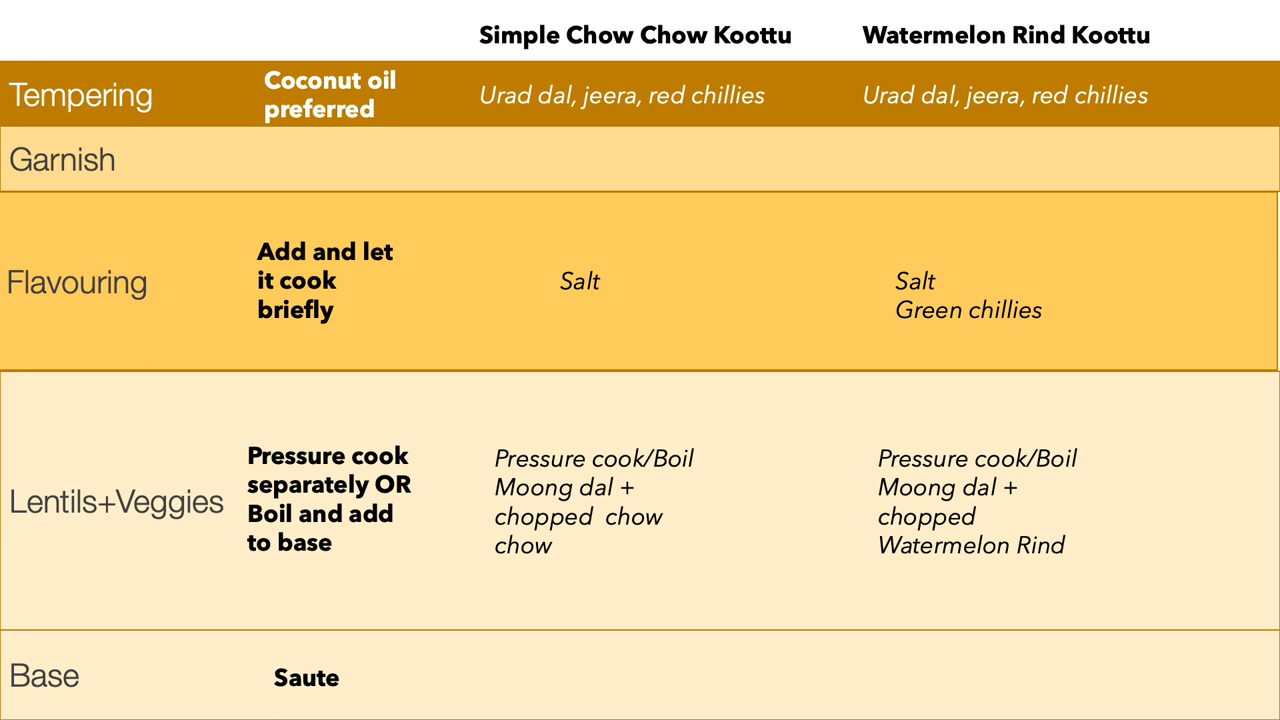 Simple Chow Chow Koottu
Watermelon Rind Koottu
Tempering
Coconut oil
preferred
Urad dal, jeera, red chillies
Urad dal, jeera, red chillies
Garnish
Flavouring
Add and let
it cook
briefly
Salt
Salt
Green chillies
Lentils+Veggies
Pressure cook
separately OR
Boil and add
to base
Pressure cook/Boil
Moong dal +
chopped  chow
chow
Pressure cook/Boil
Moong dal +
chopped
Watermelon Rind
Base
Saute